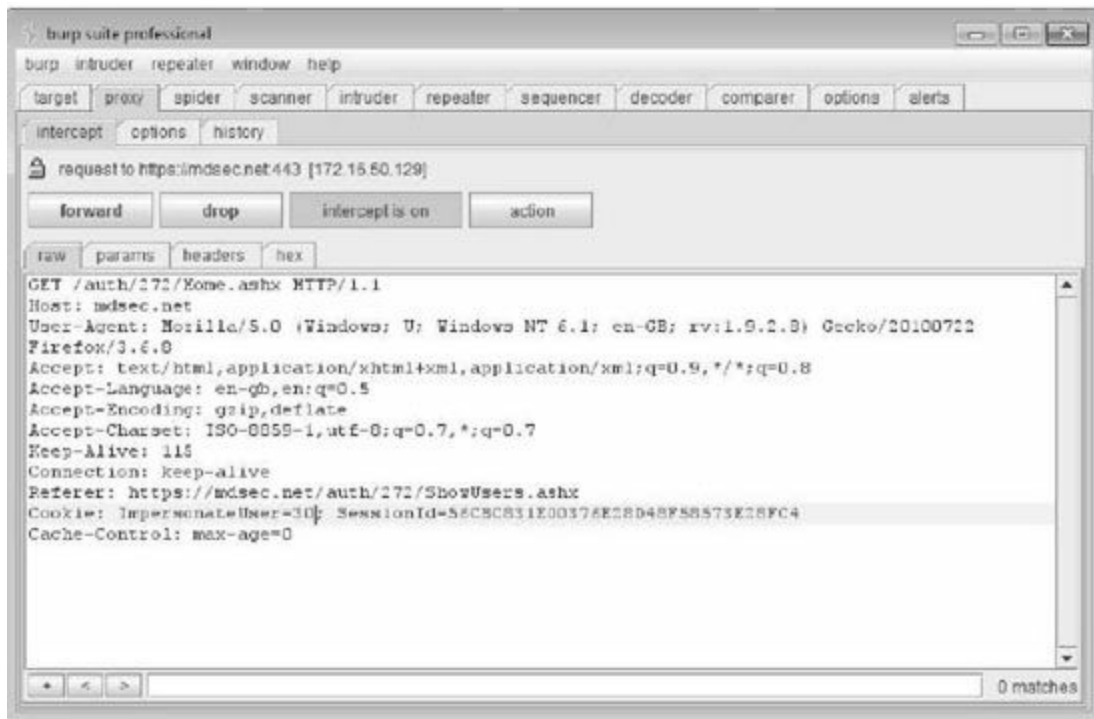 burp suite professional
burp intruder repeater window help
target proxy spider scanner intruder repeater sequencer decoder comparer options alerts
intercept options history
request to https://mdsec.net:443 [172.16.50.129]
forward drop intercept is on action
raw params headers hex
GET /auth/272/Home.ashx HTTP/1.1
Host: mdsec.net
User-Agent: Mozilla/5.0 (Windows; U; Windows NT 6.1; en-GB; rv:1.9.2.8) Gecko/20100722
Firefox/3.6.8
Accept: text/html,application/xhtml+xml,application/xml;q=0.9,*/*;q=0.8
Accept-Language: en-gb,en;q=0.5
Accept-Encoding: gzip,deflate
Accept-Charset: ISO-8859-1,utf-8;q=0.7,*;q=0.7
Keep-Alive: 115
Connection: keep-alive
Referer: https://mdsec.net/auth/272/ShowUsers.ashx
Cookie: ImpersonateUser=30;
Cache-Control: max-age=0
+ < > 0 matches